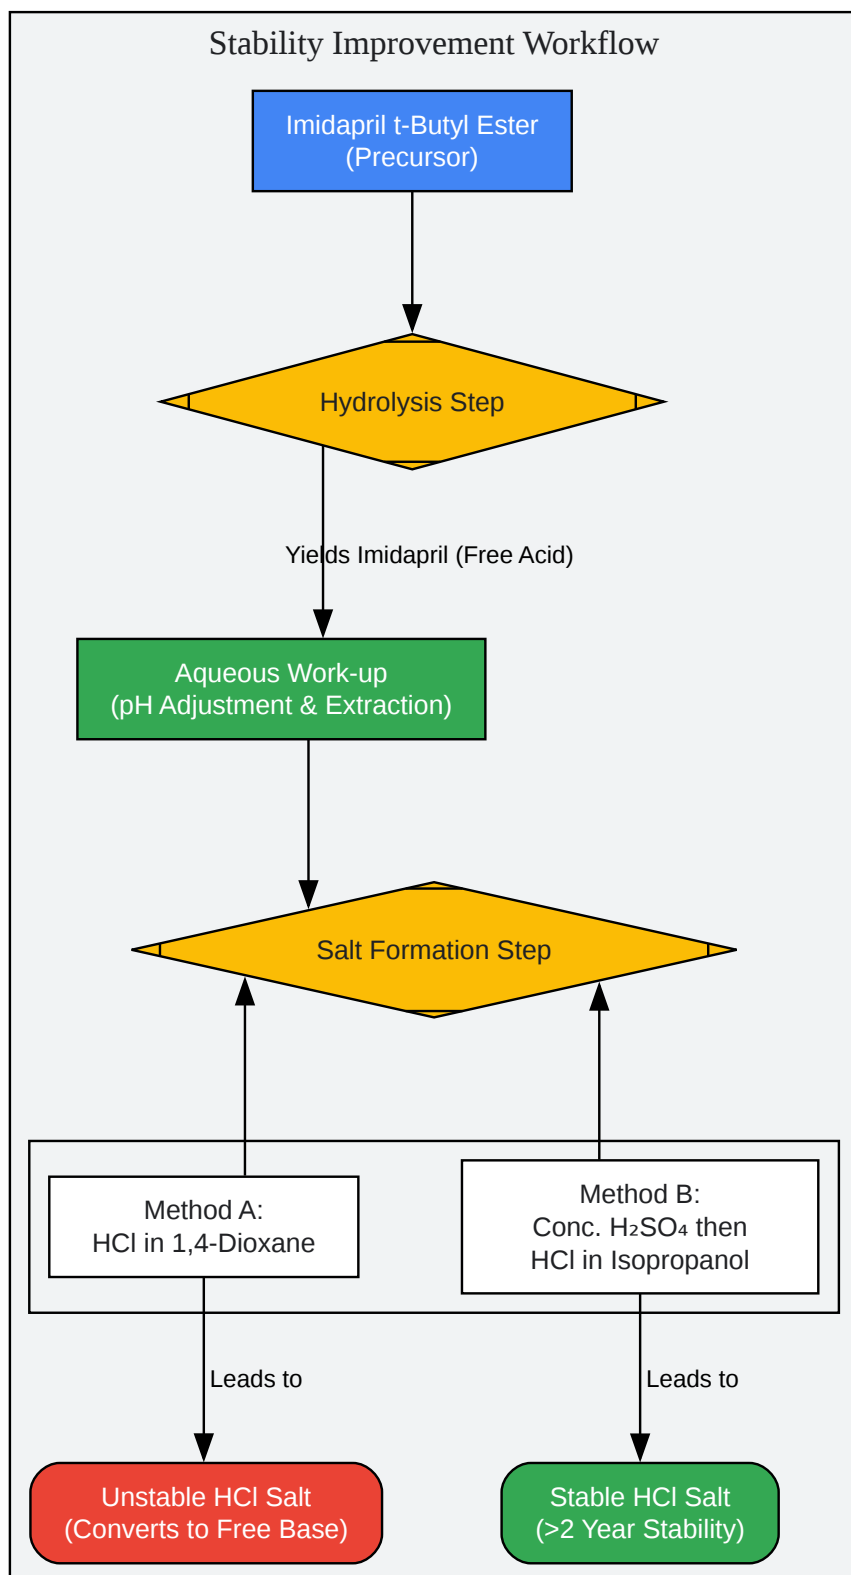 Stability Improvement Workflow
Imidapril t-Butyl Ester
(Precursor)
Hydrolysis Step
Yields Imidapril (Free Acid)
Aqueous Work-up
(pH Adjustment & Extraction)
Salt Formation Step
Method A:
HCl in 1,4-Dioxane
Method B:
Conc. H₂SO₄ then
HCl in Isopropanol
Leads to
Leads to
Unstable HCl Salt
(Converts to Free Base)
Stable HCl Salt
(>2 Year Stability)